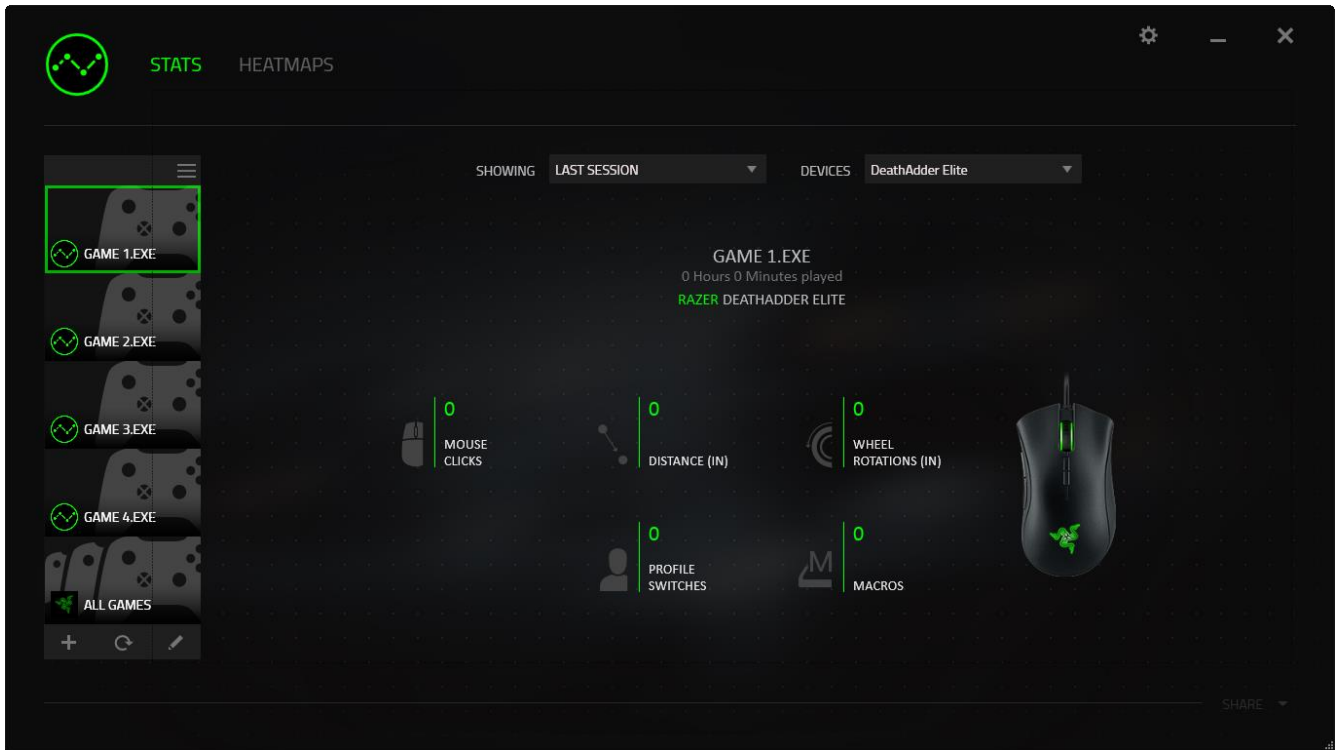 STATS HEATMAPS
SHOWING LAST SESSION DEVICES DeathAdder Elite
GAME 1.EXE
GAME 2.EXE
GAME 3.EXE
GAME 4.EXE
ALL GAMES
GAME 1.EXE
0 Hours 0 Minutes played
RAZER DEATHADDER ELITE
0
MOUSE
CLICKS
0
DISTANCE (IN)
0
WHEEL
ROTATIONS (IN)
0
PROFILE
SWITCHES
M
0
MACROS
SHARE